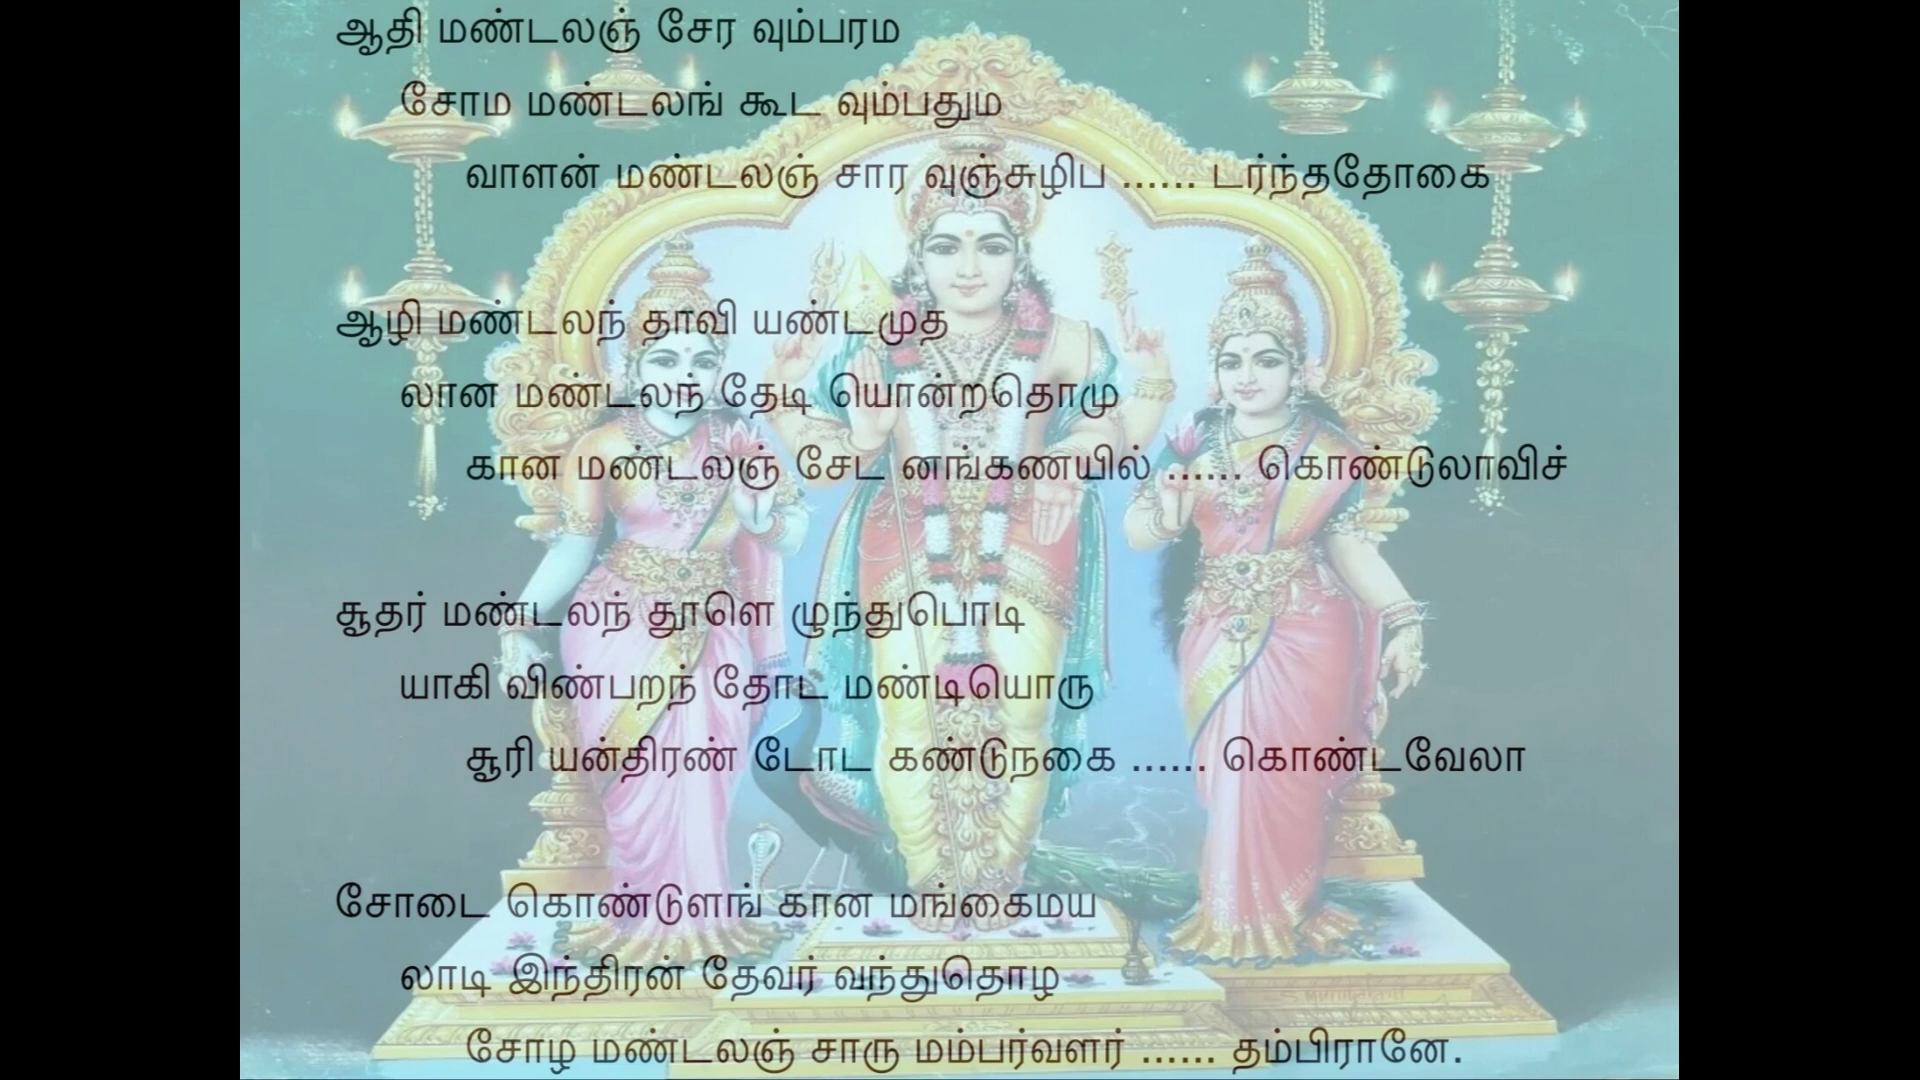 ஆதி மண்டலஞ் சேர வும்பரம
சோம மண்டலங் கூட வும்பதும
வாளன் மண்டலஞ் சார வுஞ்சுழிப ...... டர்ந்ததோகை
ஆழி மண்டலந் தாவி யண்டமுத
லான மண்டலந் தேடி யொன்றதொமு
கான மண்டலஞ் சேட னங்கணயில் ...... கொண்டுலாவிச்
சூதர் மண்டலந் தூளெ ழுந்துபொடி
யாகி விண்பறந் தோட மண்டியொரு
சூரி யன்திரண் டோட கண்டுநகை ...... கொண்டவேலா
சோடை கொண்டுளங் கான மங்கைமய
லாடி இந்திரன் தேவர் வந்துதொழ
சோழ மண்டலஞ் சாரு மம்பர்வளர் ...... தம்பிரானே.